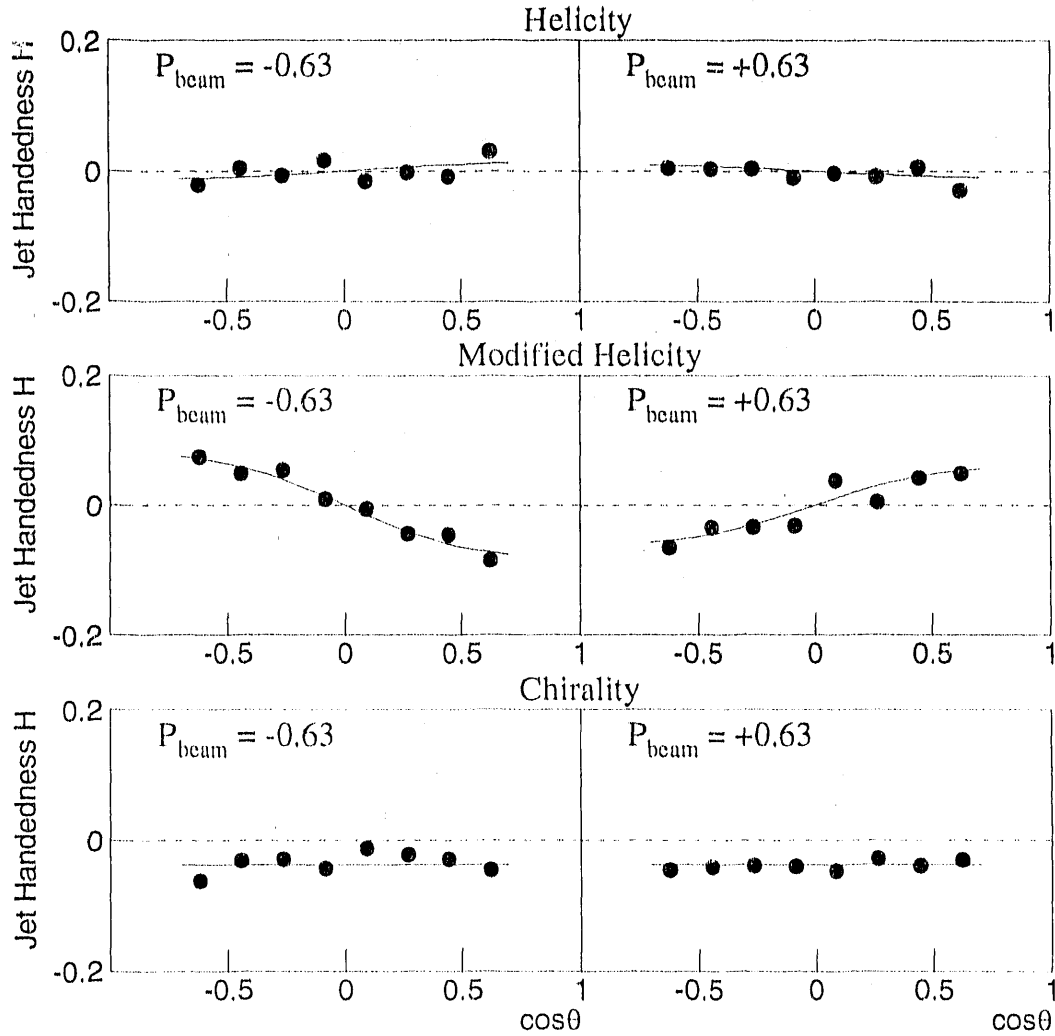 Helicity
0.2
P_beam = -0.63
P_beam = +0.63
Jet Handedness H
0
-0.2
-0.5 0 0.5 1
-0.5 0 0.5 1
Modified Helicity
0.2
P_beam = -0.63
P_beam = +0.63
Jet Handedness H
0
-0.2
-0.5 0 0.5 1
-0.5 0 0.5 1
Chirality
0.2
P_beam = -0.63
P_beam = +0.63
Jet Handedness H
0
-0.2
-0.5 0 0.5 1
-0.5 0 0.5 1
cosθ
cosθ